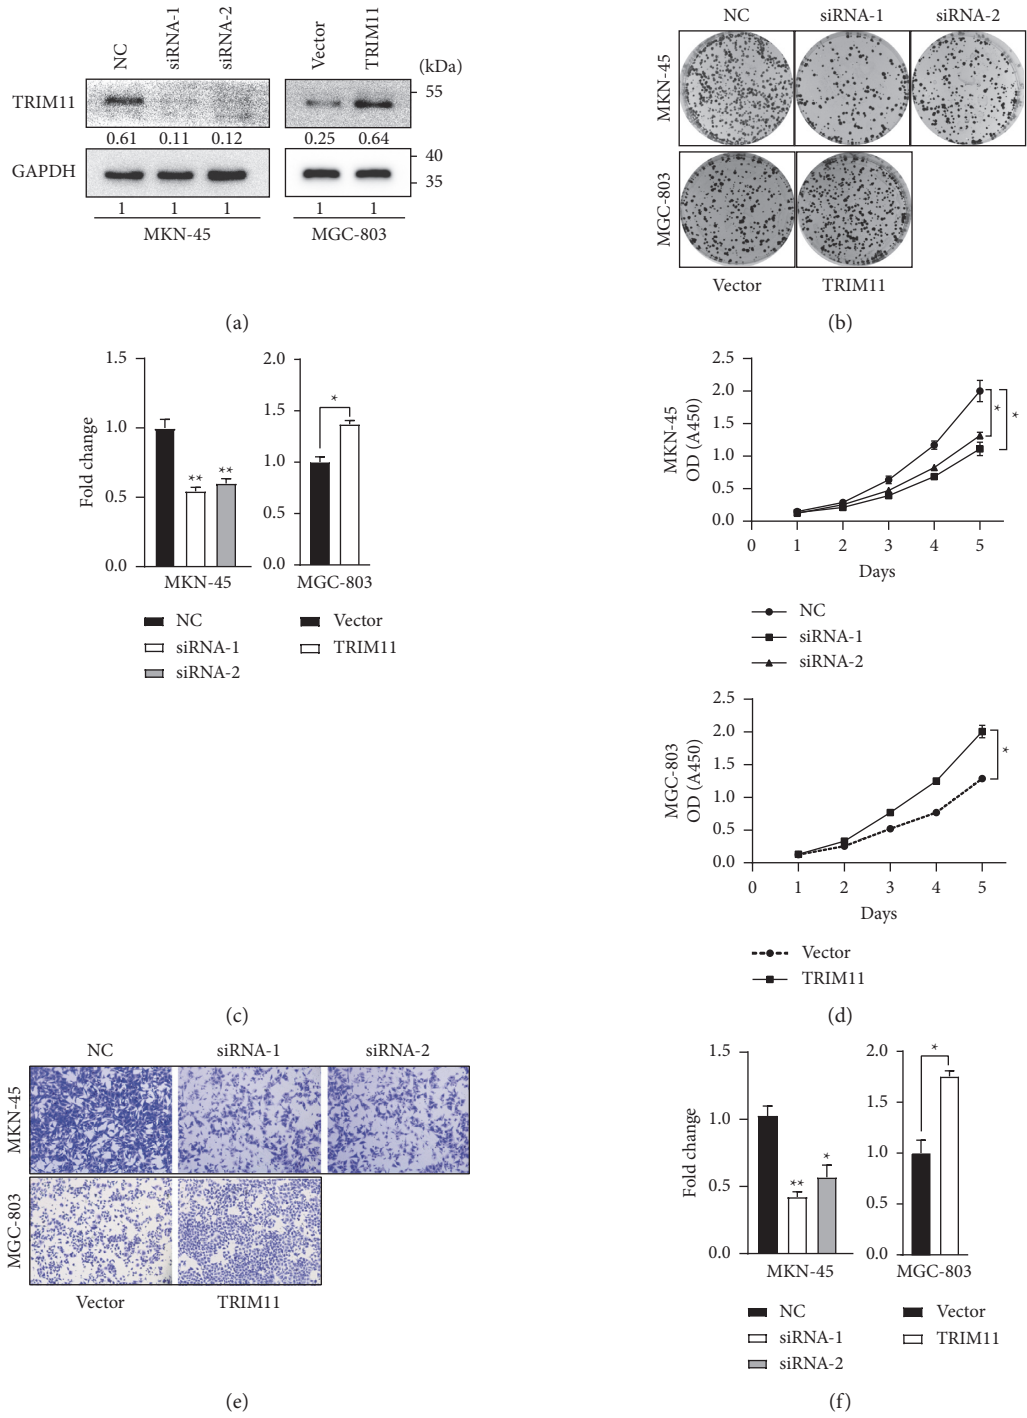 NC siRNA-1 siRNA-2 Vector TRIM11 (kDa)
TRIM11 55
0.61 0.11 0.12 0.25 0.64
GAPDH 40
35
1 1 1 1 1
MKN-45 MGC-803
(a)
NC siRNA-1 siRNA-2
MKN-45
MGC-803
Vector TRIM11
(b)
Fold change
1.5
1.0
0.5
0.0
** **
MKN-45
NC
siRNA-1
siRNA-2
2.0
1.5
1.0
0.5
0.0
*
MGC-803
Vector
TRIM11
(c)
MKN-45
OD (A450)
2.5
2.0
1.5
1.0
0.5
0.0
* *
0 1 2 3 4 5
Days
NC
siRNA-1
siRNA-2
MGC-803
OD (A450)
2.5
2.0
1.5
1.0
0.5
0.0
*
0 1 2 3 4 5
Days
Vector
TRIM11
(d)
NC siRNA-1 siRNA-2
MKN-45
MGC-803
Vector TRIM11
(e)
Fold change
1.5
1.0
0.5
0.0
** *
MKN-45
NC
siRNA-1
siRNA-2
2.0
1.5
1.0
0.5
0.0
*
MGC-803
Vector
TRIM11
(f)